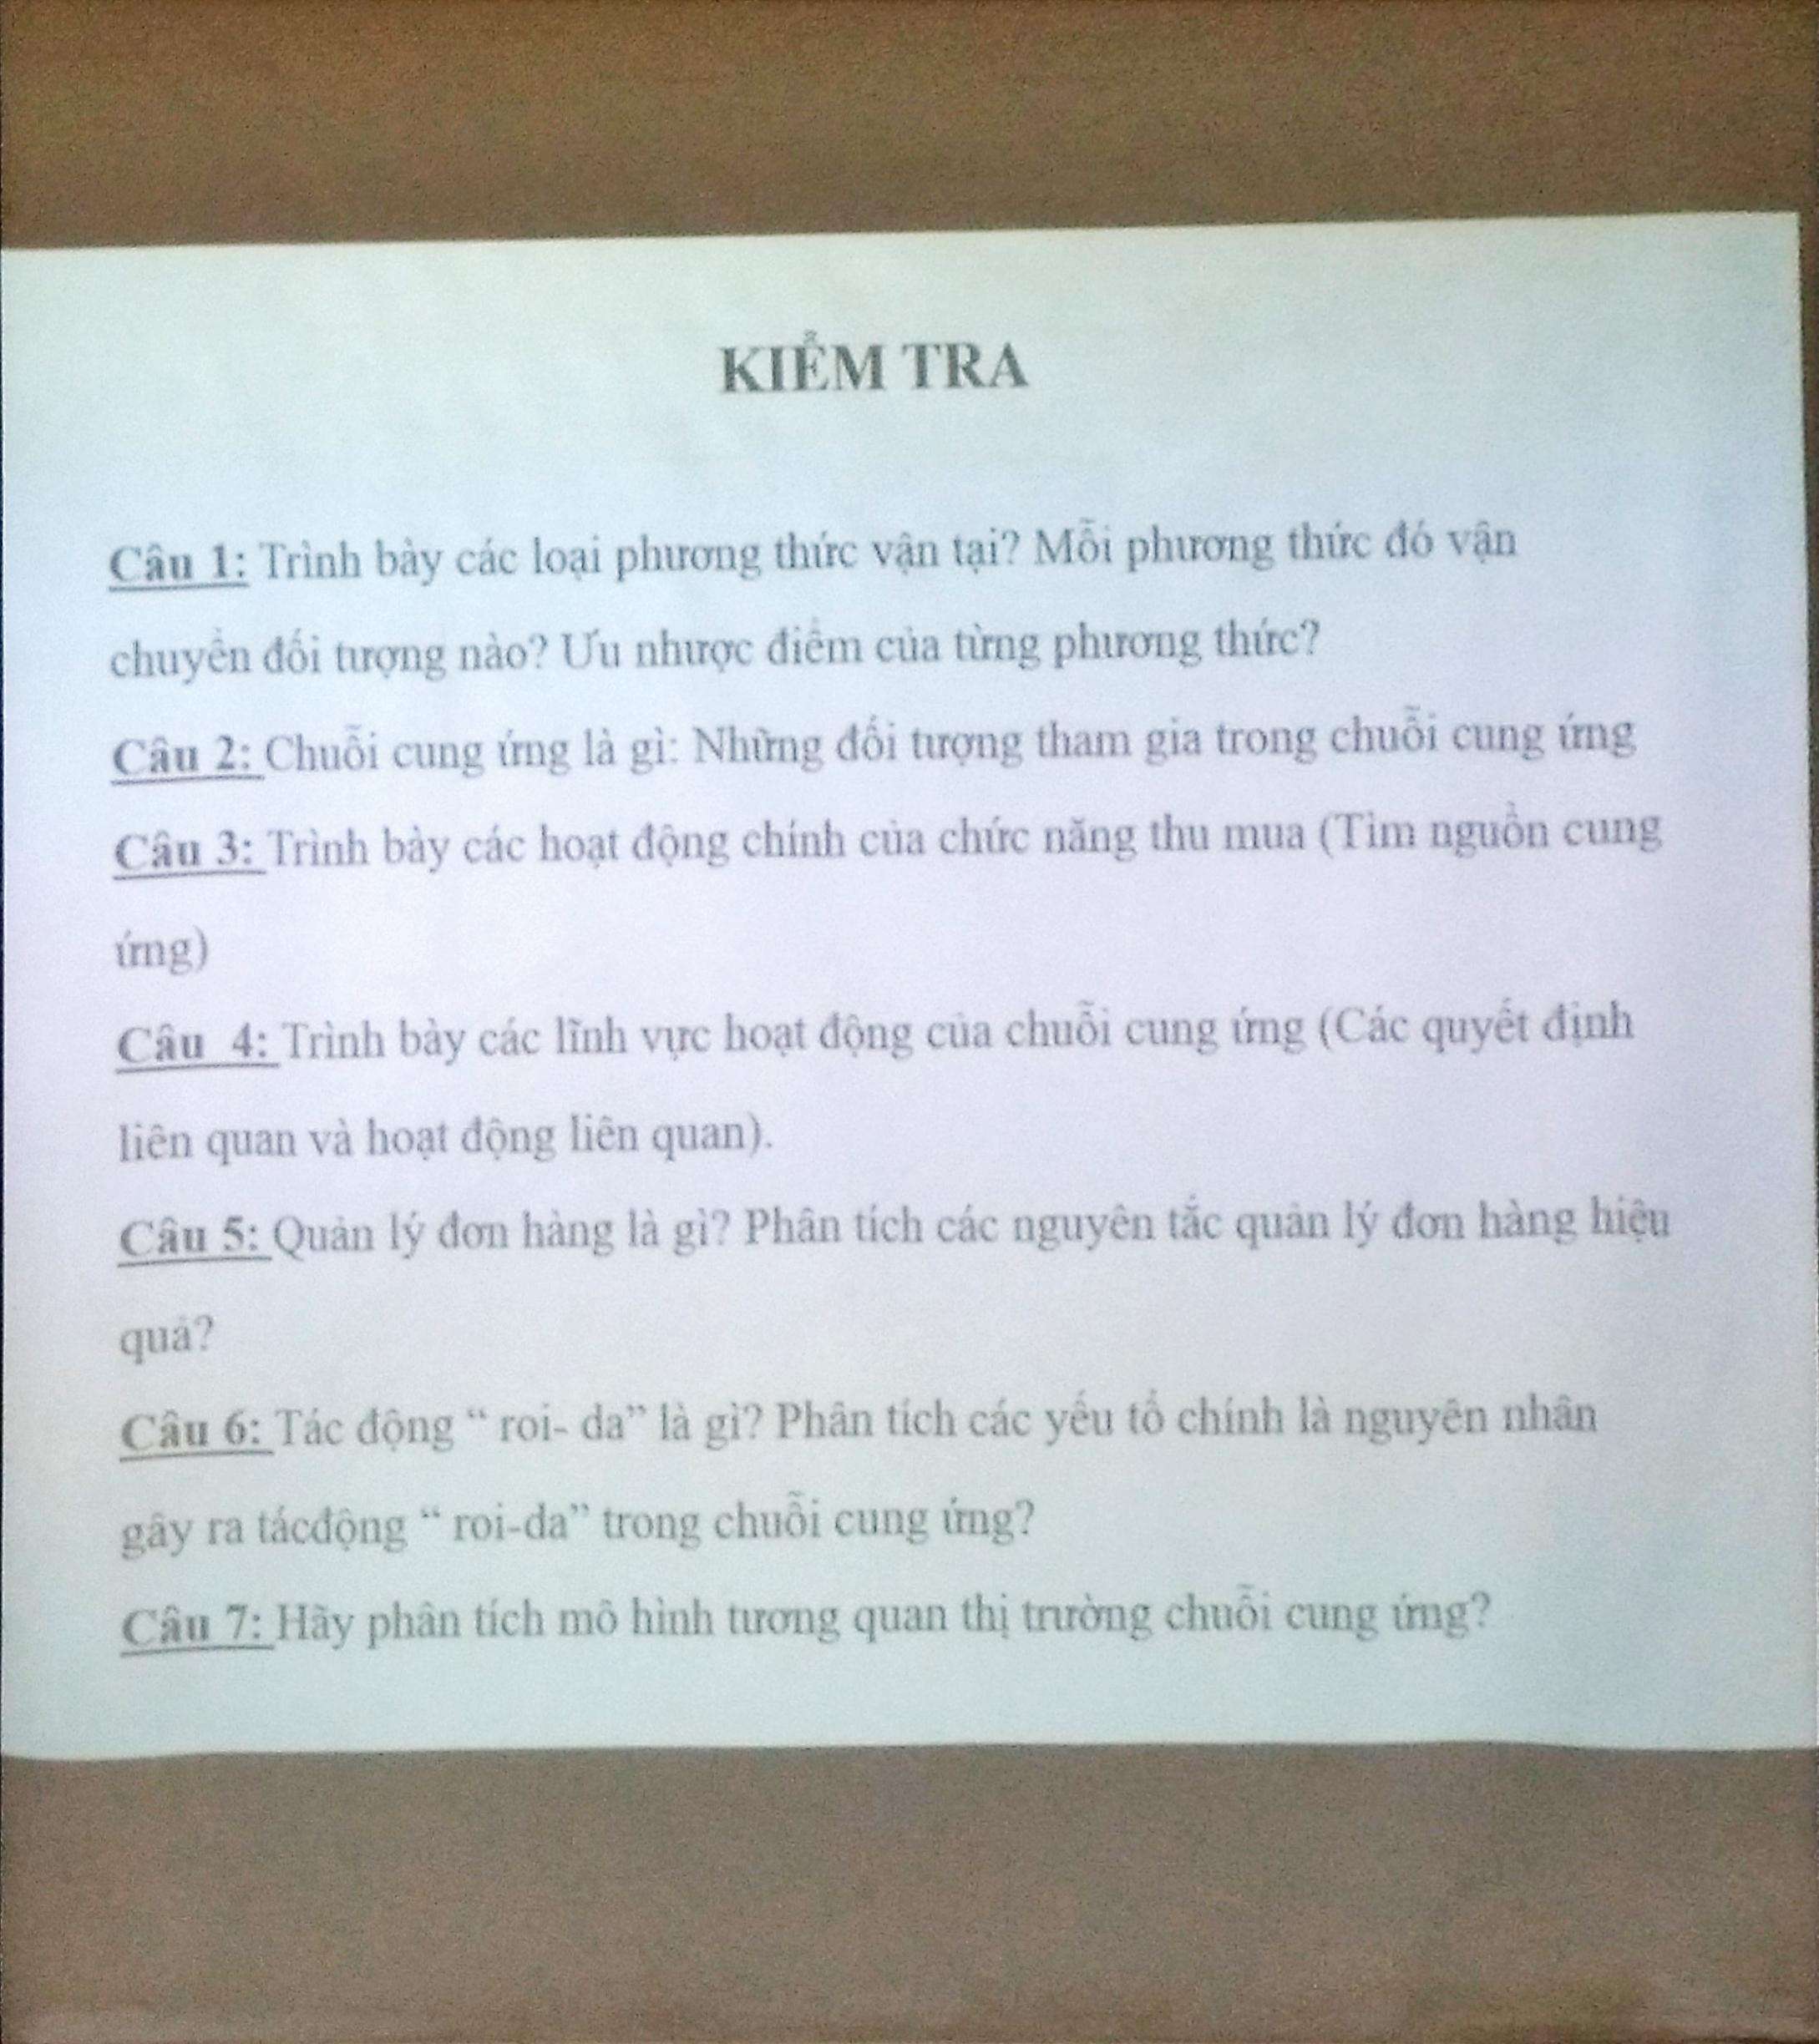 KIỂM TRA
Câu 1: Trình bày các loại phương thức vận tại? Mỗi phương thức đó vận
chuyển đối tượng nào? Ưu nhược điểm của từng phương thức?
Câu 2: Chuỗi cung ứng là gì: Những đối tượng tham gia trong chuỗi cung ứng
Câu 3: Trình bày các hoạt động chính của chức năng thu mua (Tìm nguồn cung
ứng)
Câu 4: Trình bày các lĩnh vực hoạt động của chuỗi cung ứng (Các quyết định
liên quan và hoạt động liên quan).
Câu 5: Quản lý đơn hàng là gì? Phân tích các nguyên tắc quản lý đơn hàng hiệu
quả?
Câu 6: Tác động “ roi- da” là gì? Phân tích các yếu tố chính là nguyên nhân
gây ra tácđộng “ roi-da” trong chuỗi cung ứng?
Câu 7: Hãy phân tích mô hình tương quan thị trường chuỗi cung ứng?